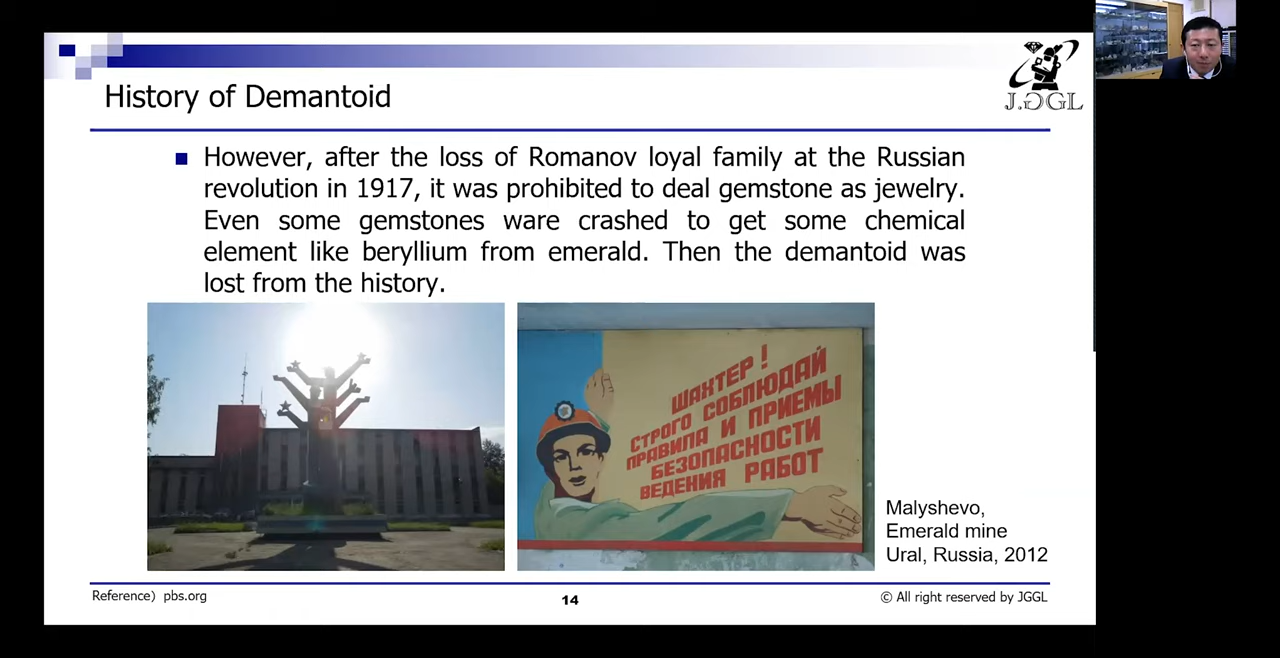 J.GGL
History of Demantoid
However, after the loss of Romanov loyal family at the Russian
revolution in 1917, it was prohibited to deal gemstone as jewelry.
Even some gemstones ware crashed to get some chemical
element like beryllium from emerald. Then the demantoid was
lost from the history.
ШАХТЕР!
СТРОГО СОБЛЮДАЙ
ПРАВИЛА И ПРИЕМЫ
БЕЗОПАСНОСТИ
ВЕДЕНИЯ РАБОТ
Malyshevo,
Emerald mine
Ural, Russia, 2012
Reference) pbs.org
14
© All right reserved by JGGL